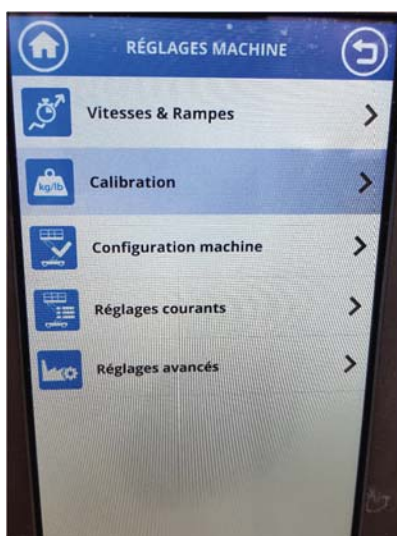 RÉGLAGES MACHINE
Vitesses & Rampes
kg/lb
Calibration
Configuration machine
Réglages courants
Réglages avancés